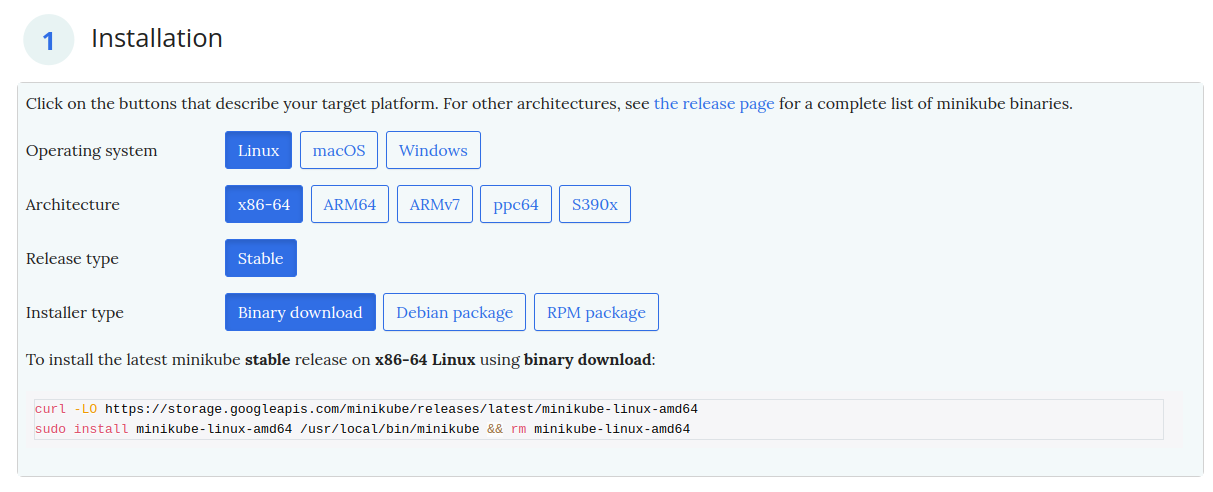 1 Installation
Click on the buttons that describe your target platform. For other architectures, see the release page for a complete list of minikube binaries.
Operating system Linux macOS Windows
Architecture x86-64 ARM64 ARMv7 ppc64 S390x
Release type Stable
Installer type Binary download Debian package RPM package
To install the latest minikube stable release on x86-64 Linux using binary download:
curl -LO https://storage.googleapis.com/minikube/releases/latest/minikube-linux-amd64
sudo install minikube-linux-amd64 /usr/local/bin/minikube && rm minikube-linux-amd64